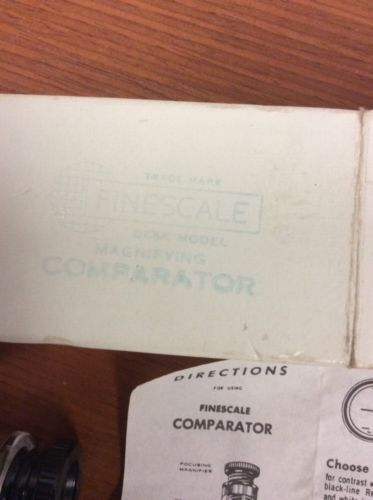 TRADE MARK
FINESCALE
DESK MODEL
MAGNIFYING
COMPARATOR
DIRECTIONS
FOR USING
FINESCALE
COMPARATOR
FOCUSING
MAGNIFIER
Choose
for contrast
black-line
and white